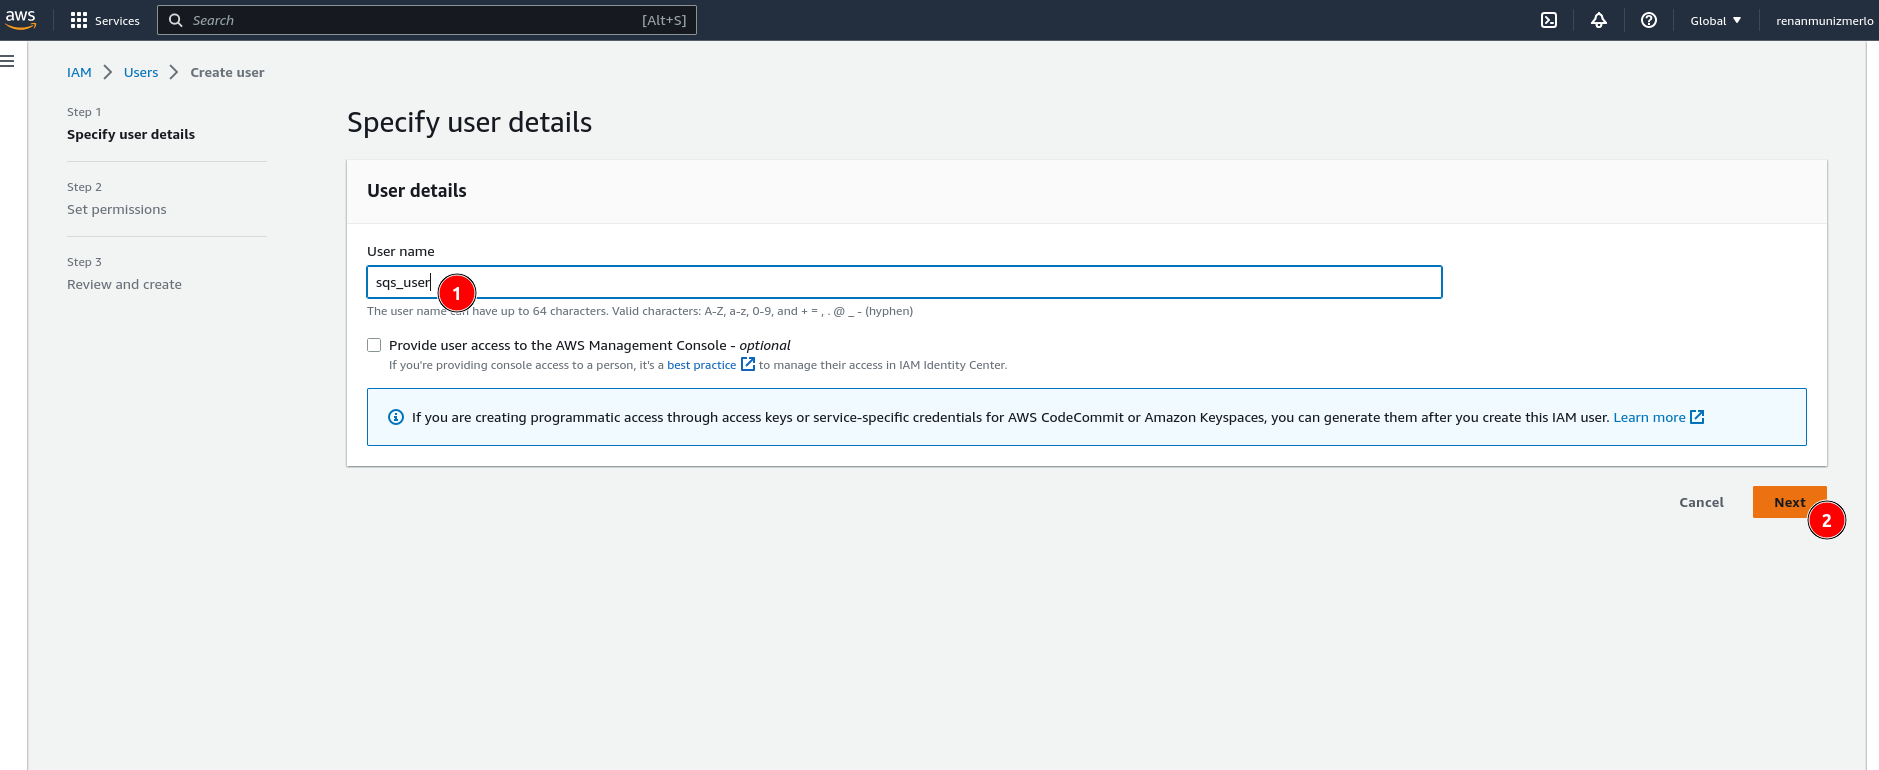 aws Services Search [Alt+S] Global renanmunizmerlo
IAM Users Create user
Step 1
Specify user details
Step 2
Set permissions
Step 3
Review and create
Specify user details
User details
User name
sqs_user
1
The user name can have up to 64 characters. Valid characters: A-Z, a-z, 0-9, and + = , . @ _ - (hyphen)
Provide user access to the AWS Management Console - optional
If you're providing console access to a person, it's a best practice to manage their access in IAM Identity Center.
If you are creating programmatic access through access keys or service-specific credentials for AWS CodeCommit or Amazon Keyspaces, you can generate them after you create this IAM user. Learn more
Cancel Next
2